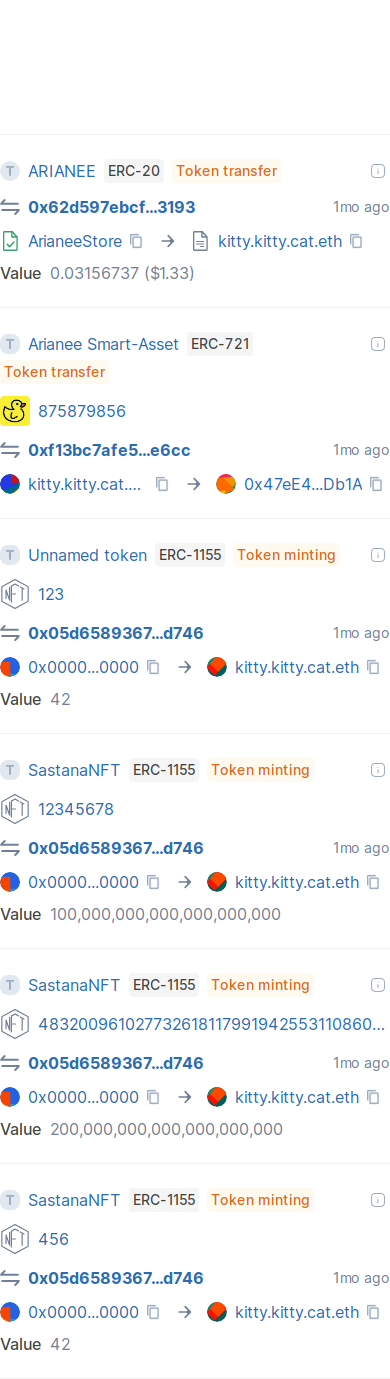 T ARIANEE ERC-20 Token transfer
0x62d597ebcf...3193 1mo ago
ArianeeStore → kitty.kitty.cat.eth
Value 0.03156737 ($1.33)
T Arianee Smart-Asset ERC-721
Token transfer
875879856
0xf13bc7afe5...e6cc 1mo ago
kitty.kitty.cat.... → 0x47eE4...Db1A
T Unnamed token ERC-1155 Token minting
NFT 123
0x05d6589367...d746 1mo ago
0x0000...0000 → kitty.kitty.cat.eth
Value 42
T SastanaNFT ERC-1155 Token minting
NFT 12345678
0x05d6589367...d746 1mo ago
0x0000...0000 → kitty.kitty.cat.eth
Value 100,000,000,000,000,000,000
T SastanaNFT ERC-1155 Token minting
NFT 483200961027732618117991942553110860...
0x05d6589367...d746 1mo ago
0x0000...0000 → kitty.kitty.cat.eth
Value 200,000,000,000,000,000,000
T SastanaNFT ERC-1155 Token minting
NFT 456
0x05d6589367...d746 1mo ago
0x0000...0000 → kitty.kitty.cat.eth
Value 42